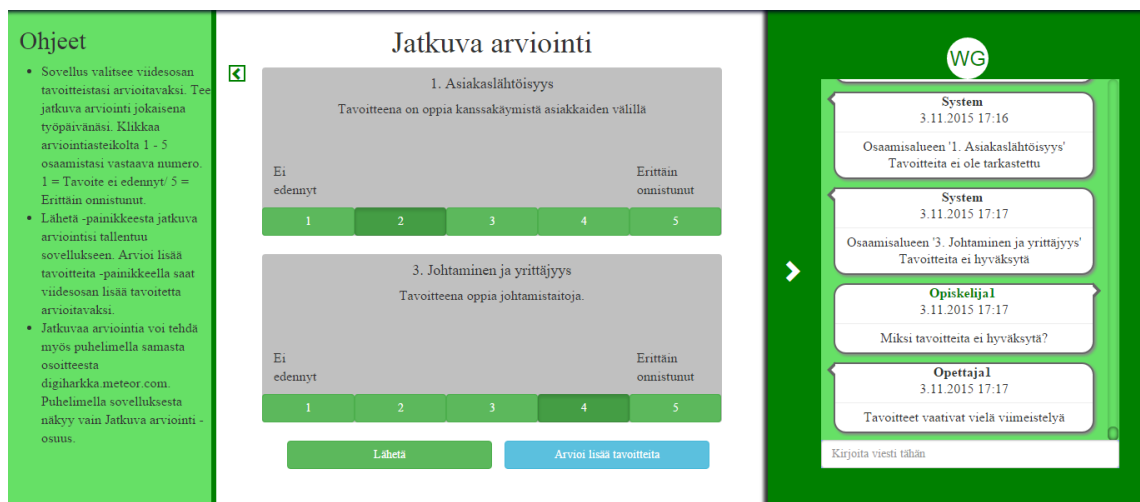 Ohjeet
Sovellus valitsee viidesosan
tavoitteistasi arvioitavaksi. Tee
jatkuva arviointi jokaisena
työpäivänäsi. Klikkaa
arviointiasteikolta 1 - 5
osaamistasi vastaava numero.
1 = Tavoite ei edennyt/ 5 =
Erittäin onnistunut.
Lähetä -painikkeesta jatkuva
arviointisi tallentuu
sovellukseen. Arvioi lisää
tavoitteita -painikkeella saat
viidesosan lisää tavoitetta
arvioitavaksi.
Jatkuvaa arviointia voi tehdä
myös puhelimella samasta
osoitteesta
digiharkka.meteor.com.
Puhelimella sovelluksesta
näkyy vain Jatkuva arviointi -
osuus.
Jatkuva arviointi
1. Asiakaslähtöisyys
Tavoitteena on oppia kanssakäymistä asiakkaiden välillä
Ei
edennyt
Erittäin
onnistunut
1 2 3 4 5
3. Johtaminen ja yrittäjyys
Tavoitteena oppia johtamistaitoja.
Ei
edennyt
Erittäin
onnistunut
1 2 3 4 5
Lähetä
Arvioi lisää tavoitteita
WG
System
3.11.2015 17:16
Osaamisalueen '1. Asiakaslähtöisyys'
Tavoitteita ei ole tarkastettu
System
3.11.2015 17:17
Osaamisalueen '3. Johtaminen ja yrittäjyys'
Tavoitteita ei hyväksytä
Opiskelija1
3.11.2015 17:17
Miksi tavoitteita ei hyväksytä?
Opettaja1
3.11.2015 17:17
Tavoitteet vaativat vielä viimeistelyä
Kirjoita viesti tähän